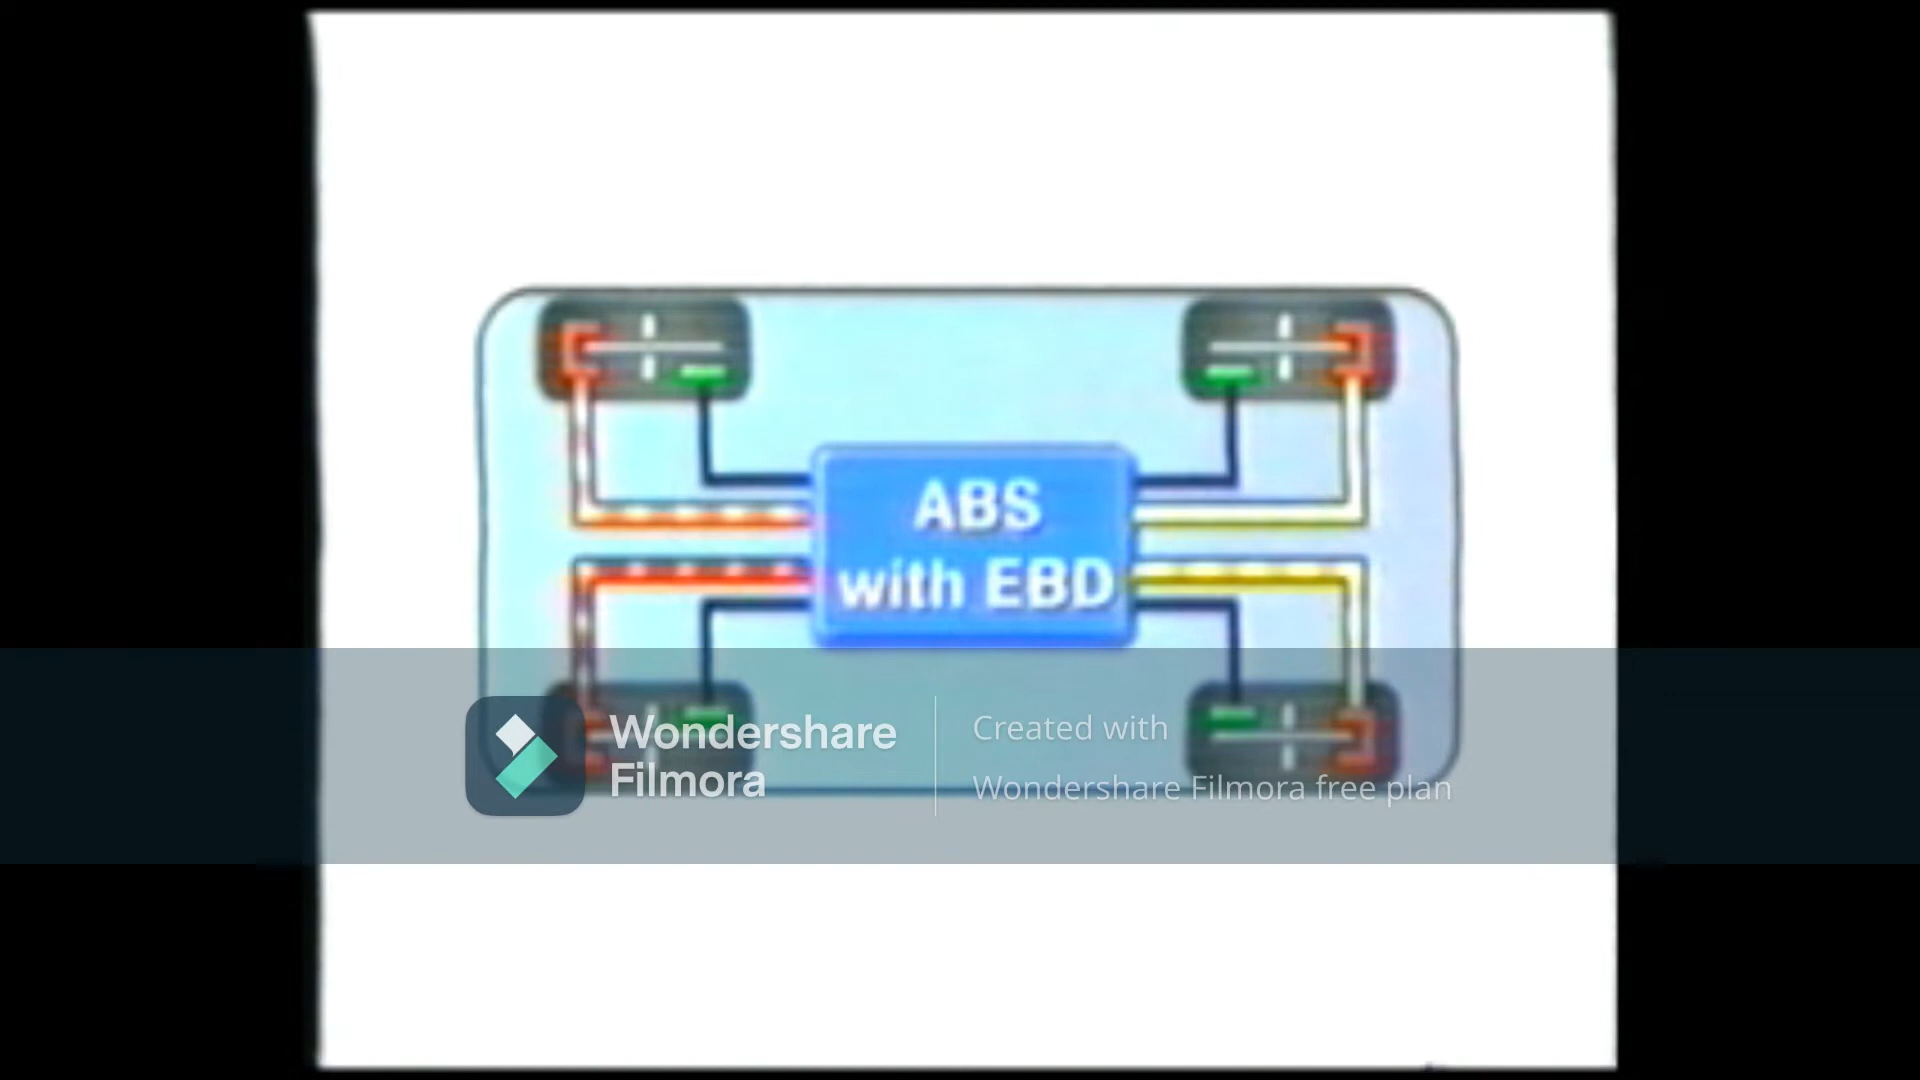 ABS
with EBD
Wondershare
Filmora
Created with
Wondershare Filmora free plan